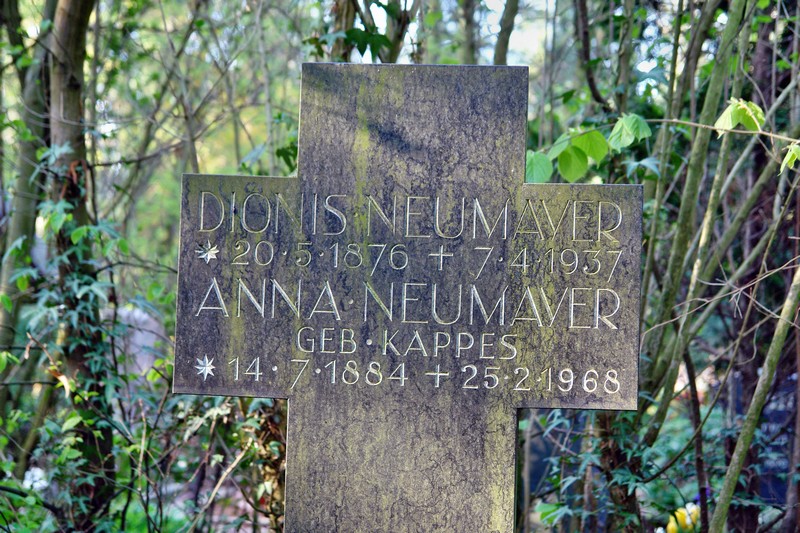 DIONIS NEUMAYER
* 20·5·1876 + 7·4·1937
ANNA NEUMAYER
GEB·KAPPES
* 14·7·1884 + 25·2·1968